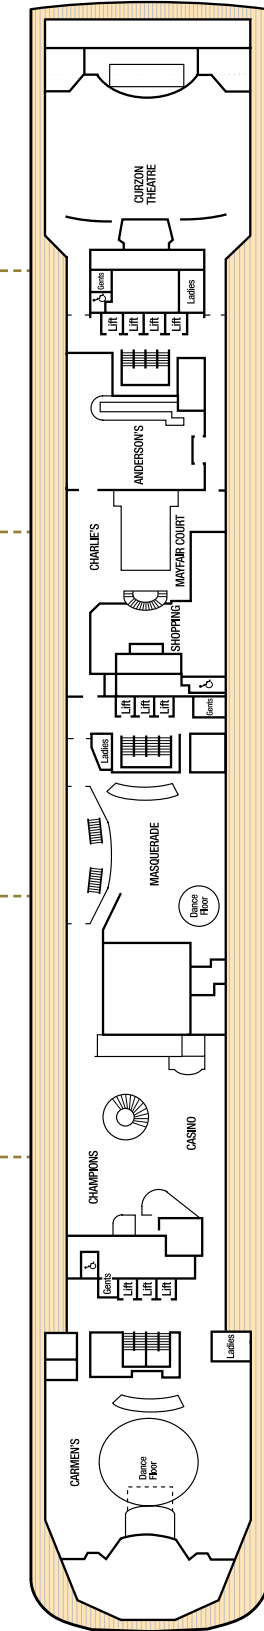 CURZON
THEATRE
Gents
Ladies
Lift
Lift
Lift
Lift
ANDERSON'S
CHARLIE'S
MAYFAIR COURT
SHOPPING
Lift
Lift
Lift
Gents
Ladies
MASQUERADE
Dance
Floor
CASINO
CHAMPIONS
Gents
Lift
Lift
Lift
Ladies
CARMEN'S
Dance
Floor